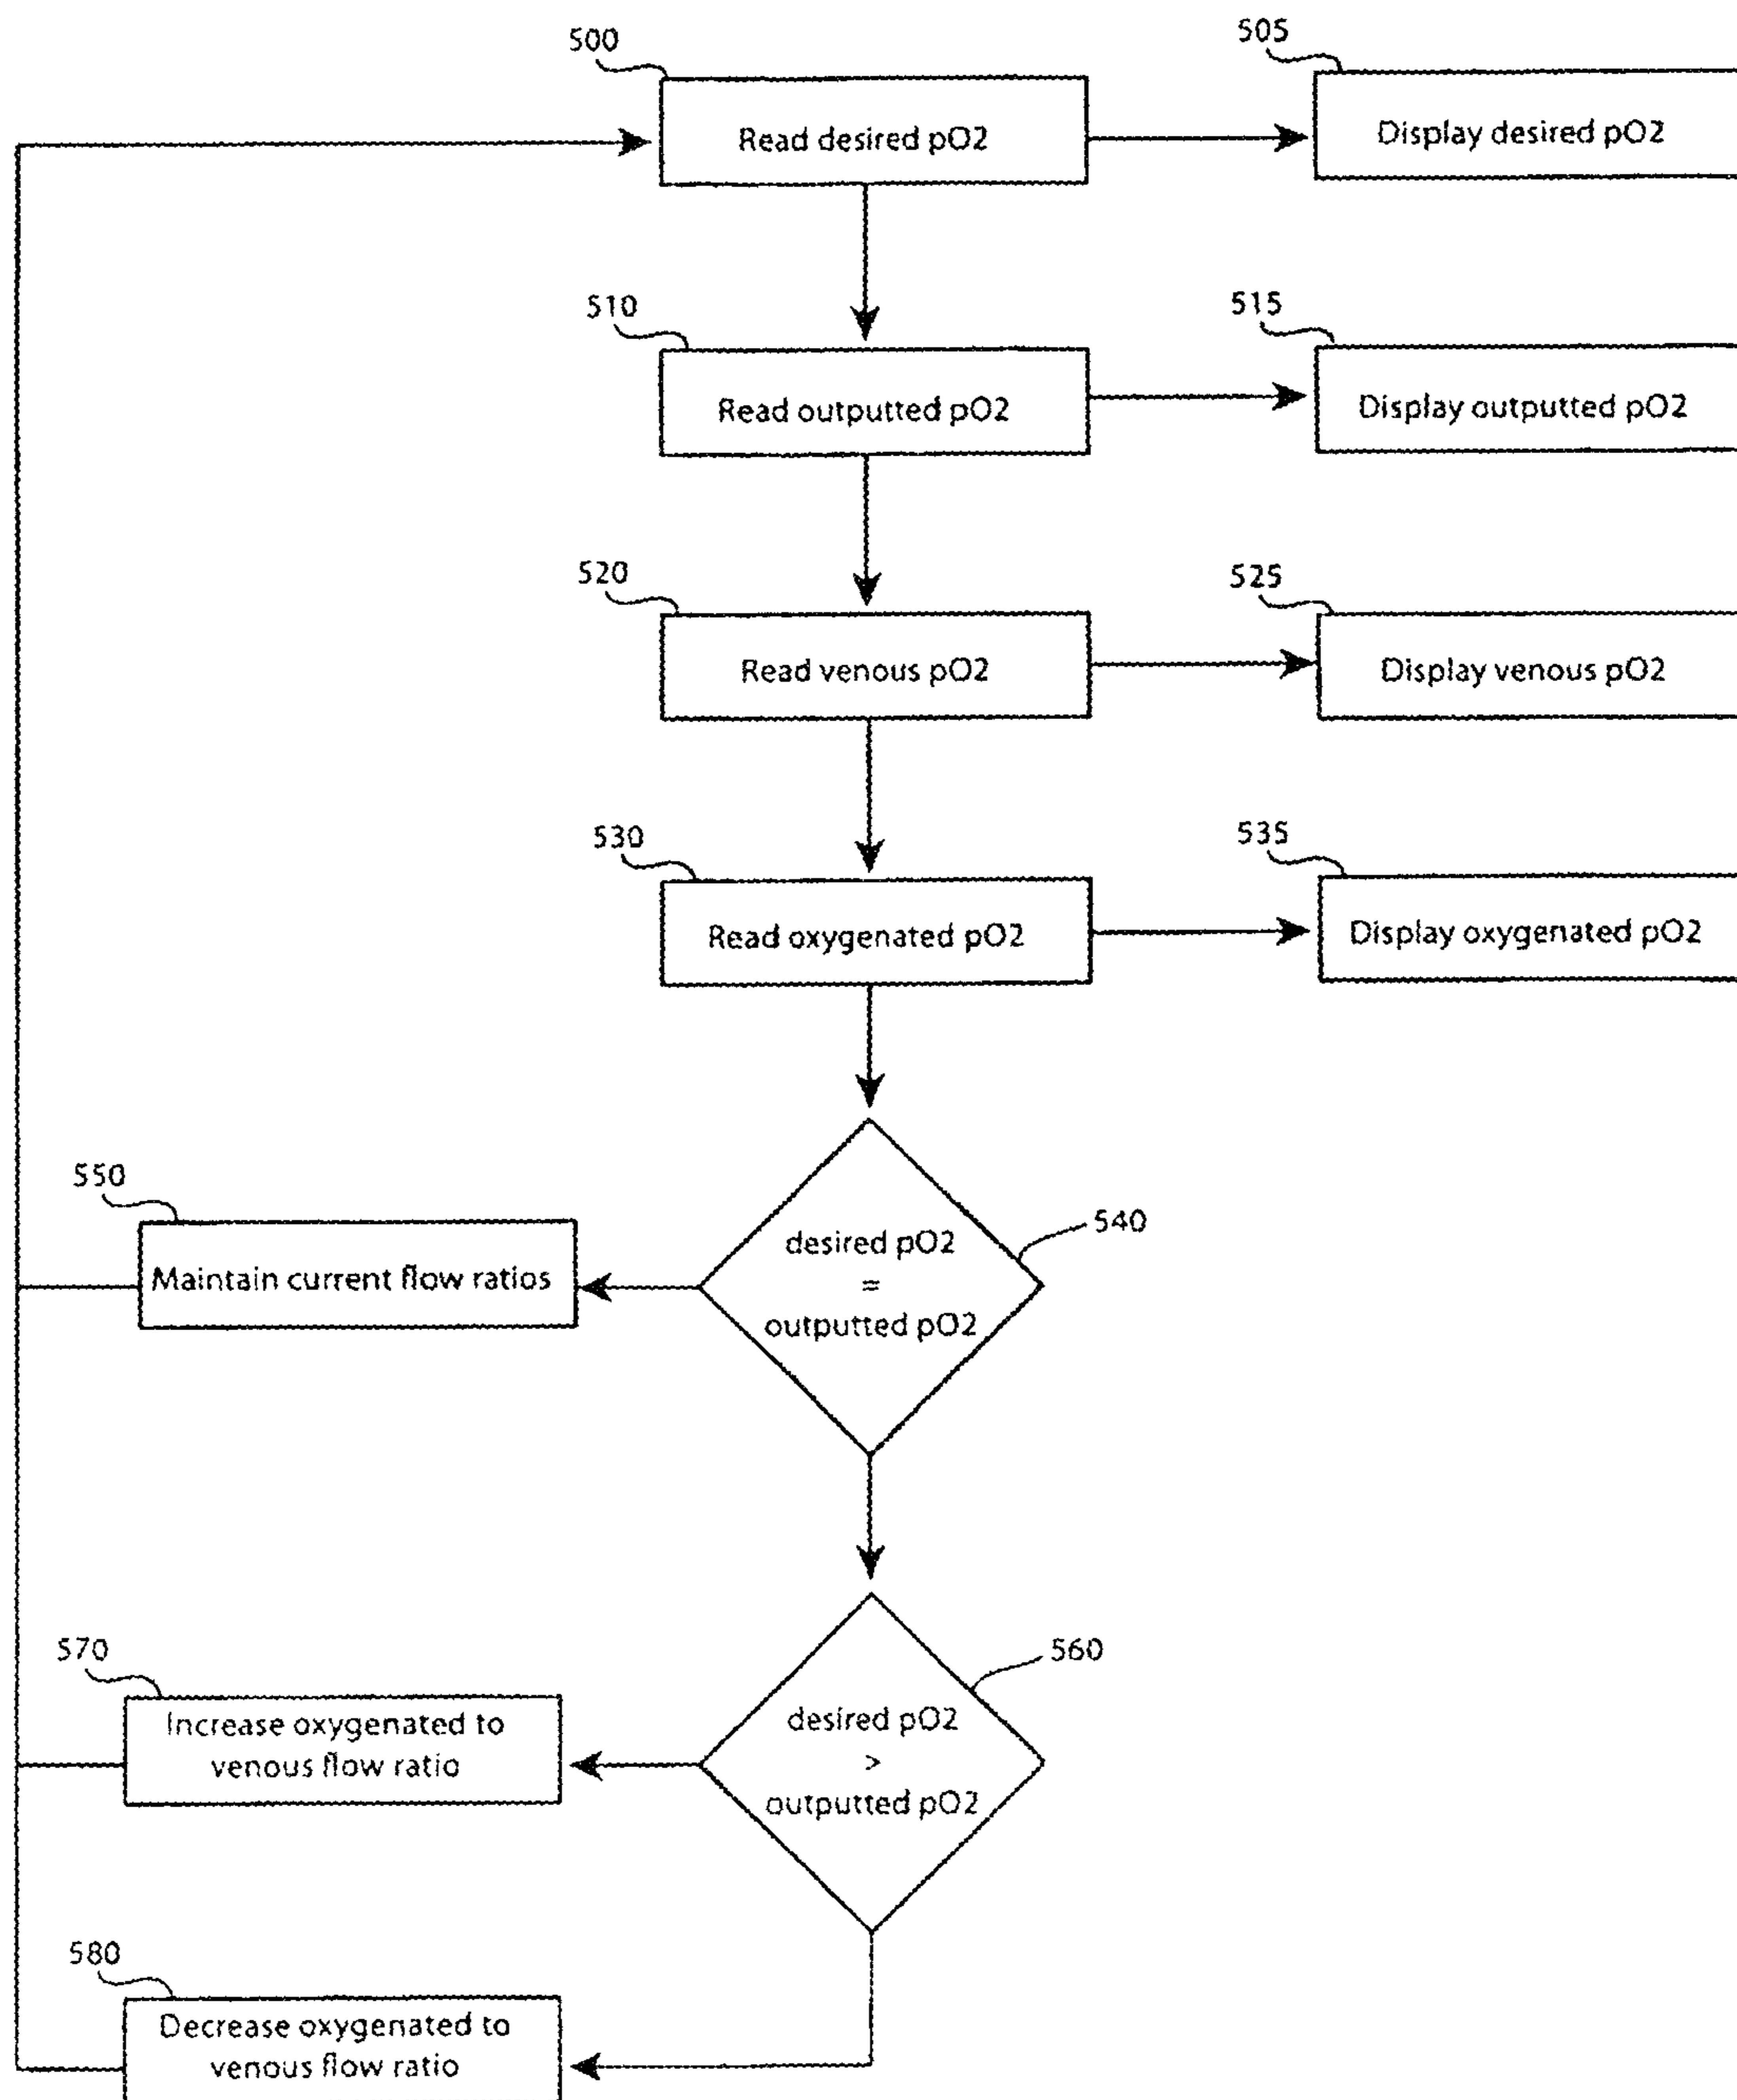 500
505
Read desired pO2
Display desired pO2
510
515
Read outputted pO2
Display outputted pO2
520
525
Read venous pO2
Display venous pO2
530
535
Read oxygenated pO2
Display oxygenated pO2
550
Maintain current flow ratios
540
desired pO2
=
outputted pO2
570
Increase oxygenated to
venous flow ratio
560
desired pO2
>
outputted pO2
580
Decrease oxygenated to
venous flow ratio